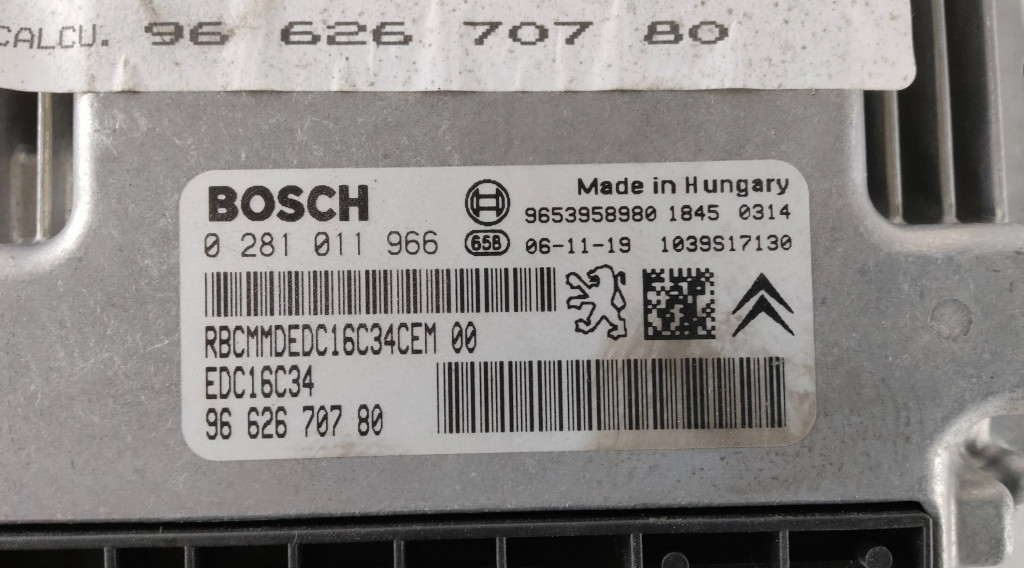 CALCU. 96 626 707 80
BOSCH
Made in Hungary
9653958980 1845 0314
0 281 011 966 65B 06-11-19 1039S17130
RBCMMDEDC16C34CEM 00
EDC16C34
96 626 707 80